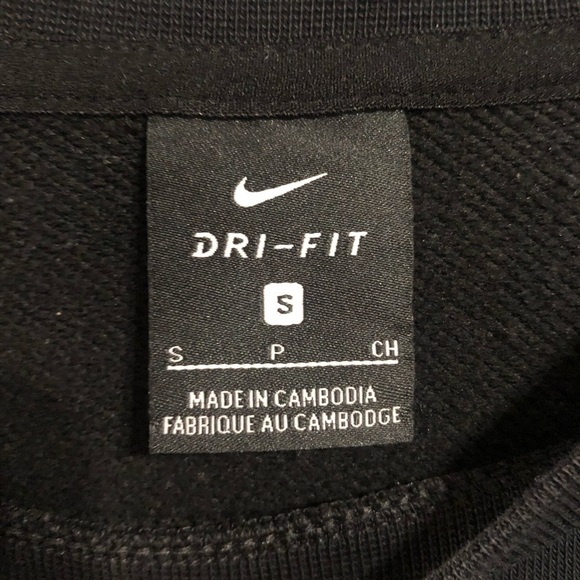 DRI-FIT
S
S P CH
MADE IN CAMBODIA
FABRIQUE AU CAMBODGE